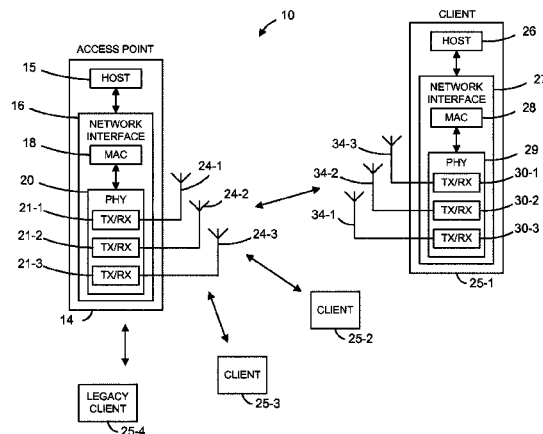 10
ACCESS POINT
15
HOST
16
NETWORK
INTERFACE
18
MAC
20
PHY
21-1
TX/RX
21-2
TX/RX
21-3
TX/RX
14
24-1
24-2
24-3
CLIENT
HOST
26
27
NETWORK
INTERFACE
MAC
28
PHY
29
34-3
TX/RX
30-1
34-2
TX/RX
30-2
34-1
TX/RX
30-3
25-1
CLIENT
25-2
CLIENT
25-3
LEGACY
CLIENT
25-4